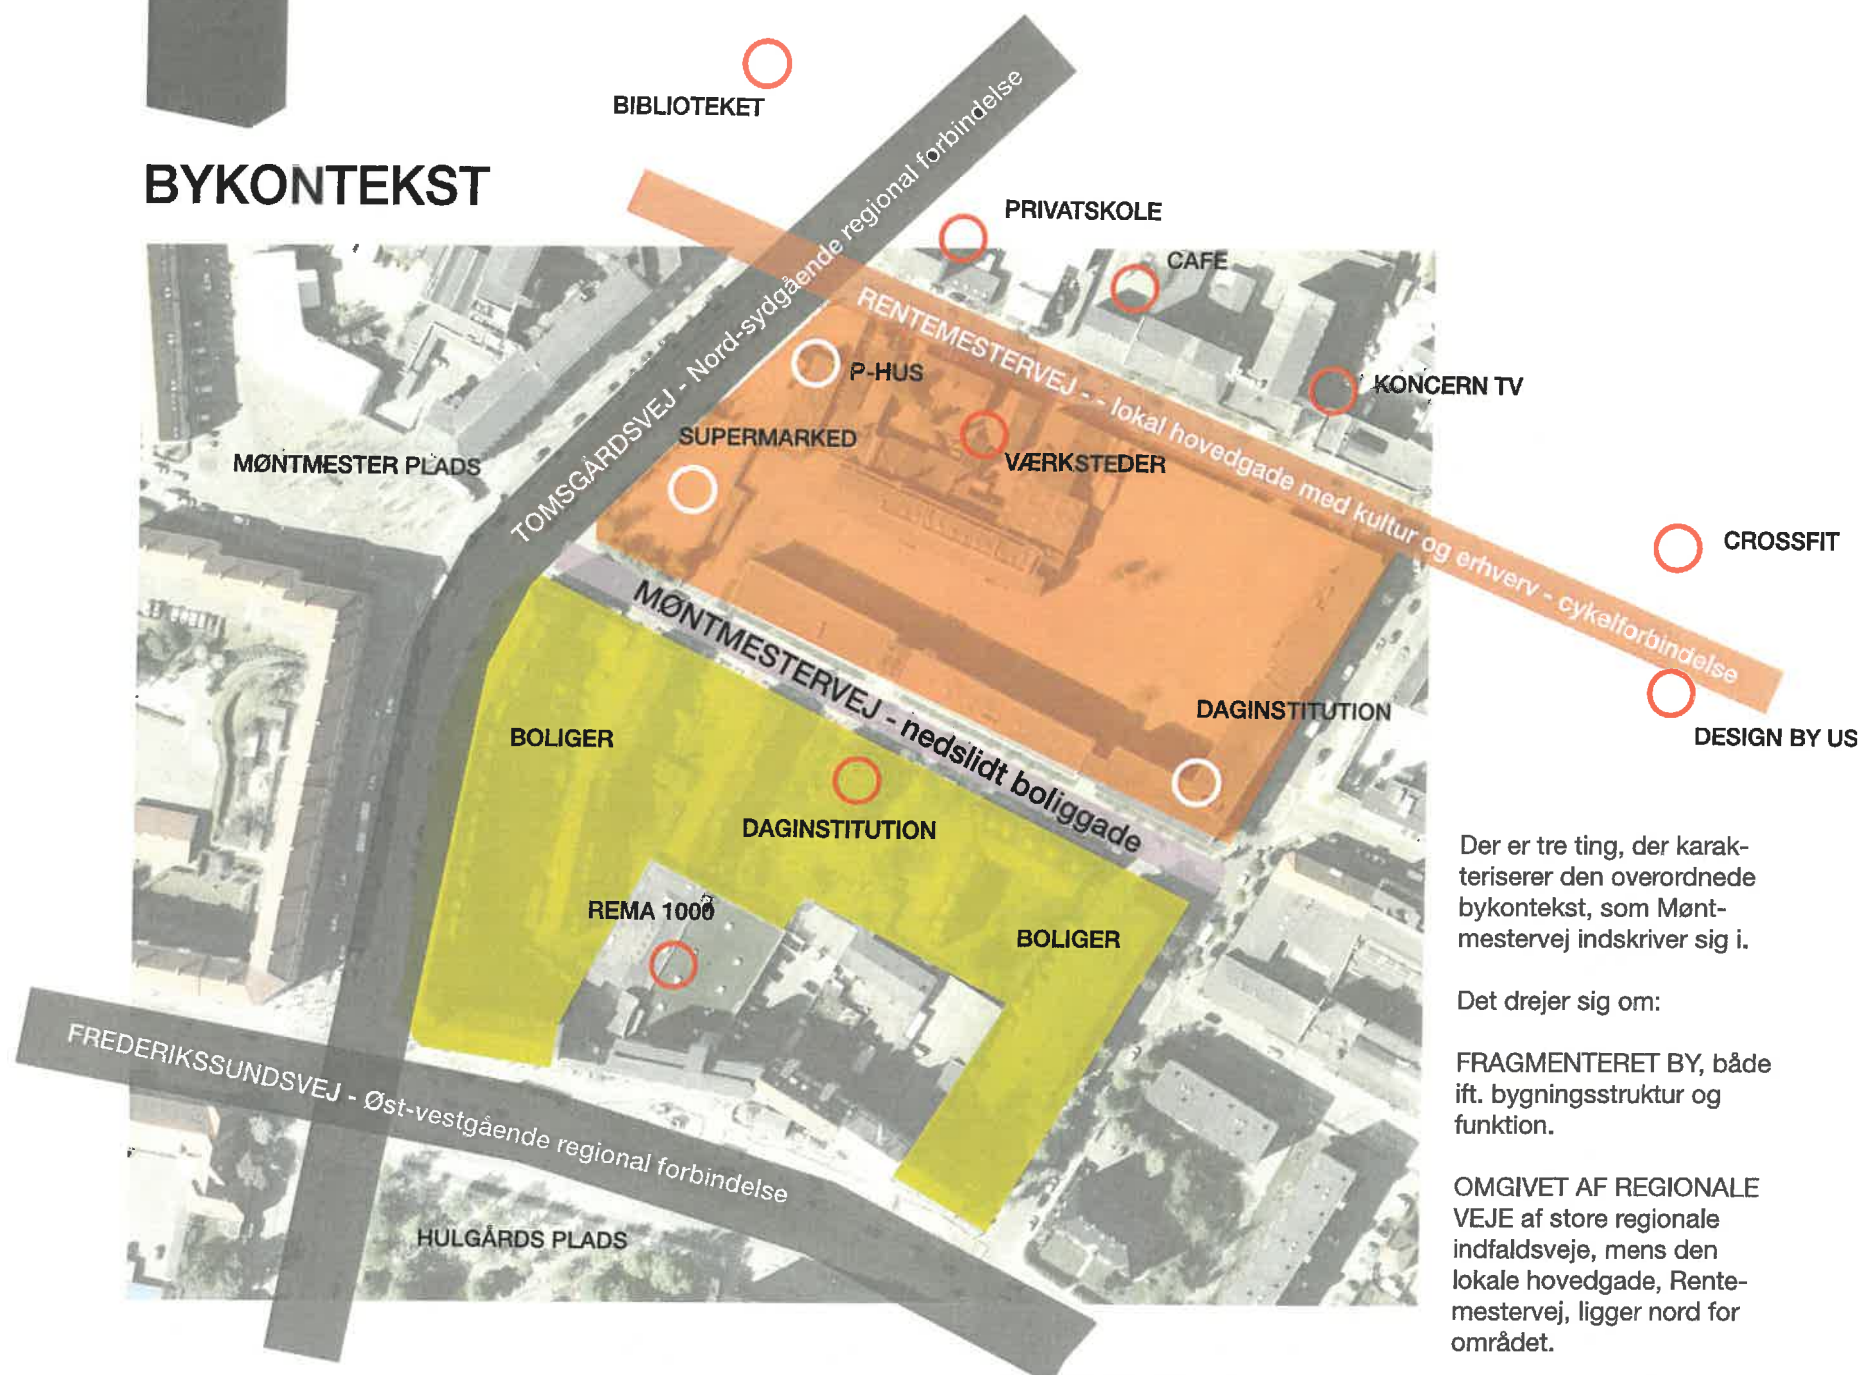 BIBLIOTEKET
BYKONTEKST
PRIVATSKOLE
CAFE
TOMSGÅRDSVEJ - Nord-sydgående regional forbindelse
RENTEMESTERVEJ - - lokal hovedgade med kultur og erhverv - cykelforbindelse
P-HUS
KONCERN TV
SUPERMARKED
MØNTMESTER PLADS
VÆRKSTEDER
CROSSFIT
MØNTMESTERVEJ - nedslidt boliggade
DAGINSTITUTION
DESIGN BY US
BOLIGER
DAGINSTITUTION
REMA 1000
BOLIGER
FREDERIKSSUNDSVEJ - Øst-vestgående regional forbindelse
HULGÅRDS PLADS
Der er tre ting, der karak-
teriserer den overordnede
bykontekst, som Mønt-
mestervej indskriver sig i.
Det drejer sig om:
FRAGMENTERET BY, både
ift. bygningsstruktur og
funktion.
OMGIVET AF REGIONALE
VEJE af store regionale
indfaldsveje, mens den
lokale hovedgade, Rente-
mestervej, ligger nord for
området.